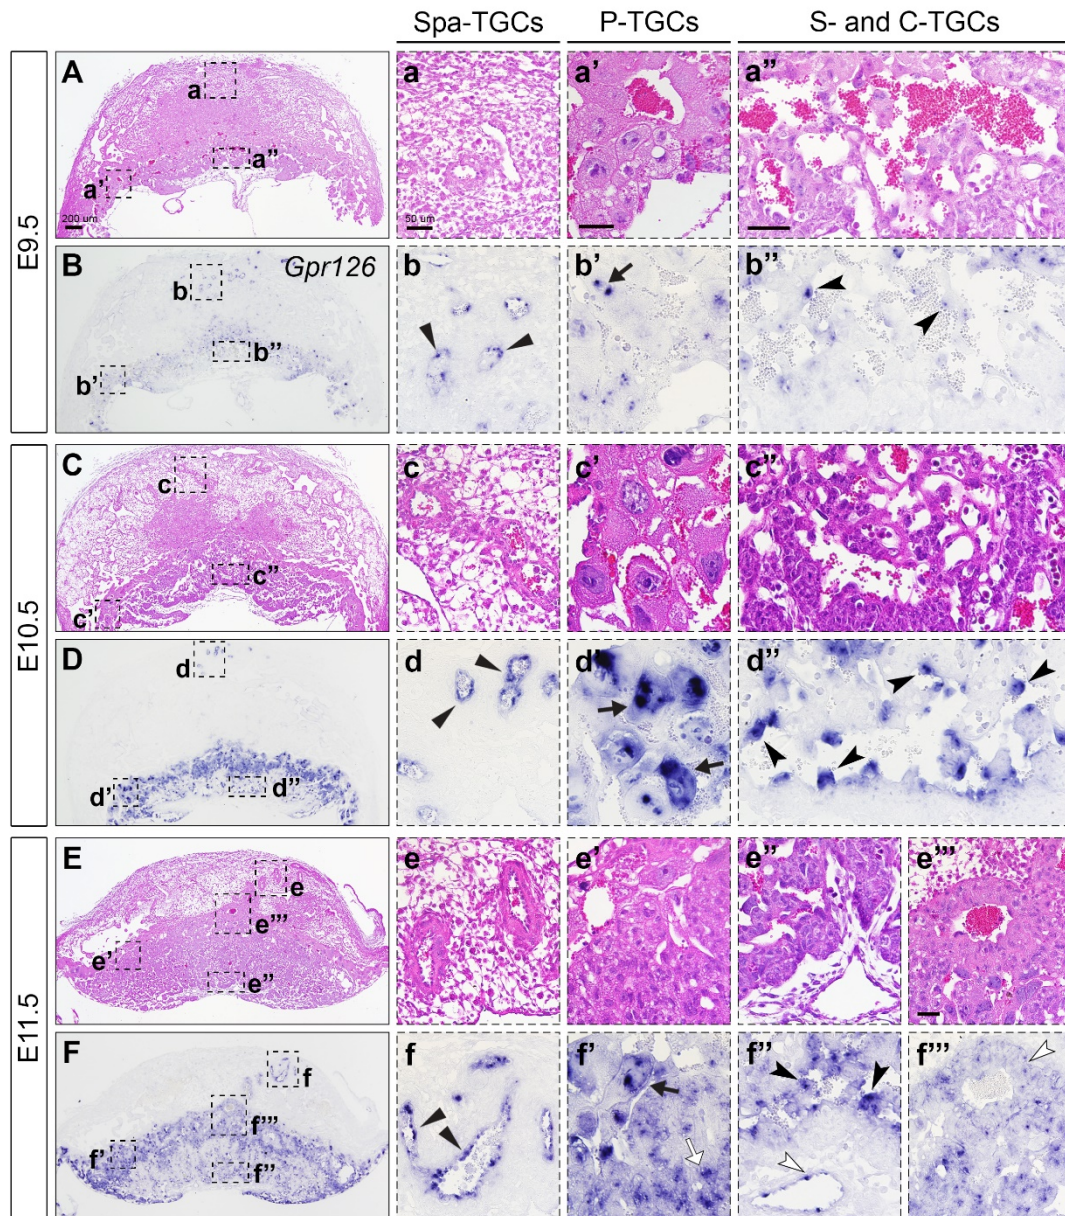 Spa-TGCs P-TGCs S- and C-TGCs
E9.5
A a a” a’ 200 um
a 50 um
a’
a”
B Gpr126 b b” b’
b
b’
b”
E10.5
C c c” c’
c
c’
c”
D d d’ d”
d
d’
d”
E11.5
E e e”’ e’ e”
e
e’
e”
e”’
F f f”’ f’ f”
f
f’
f”
f”’